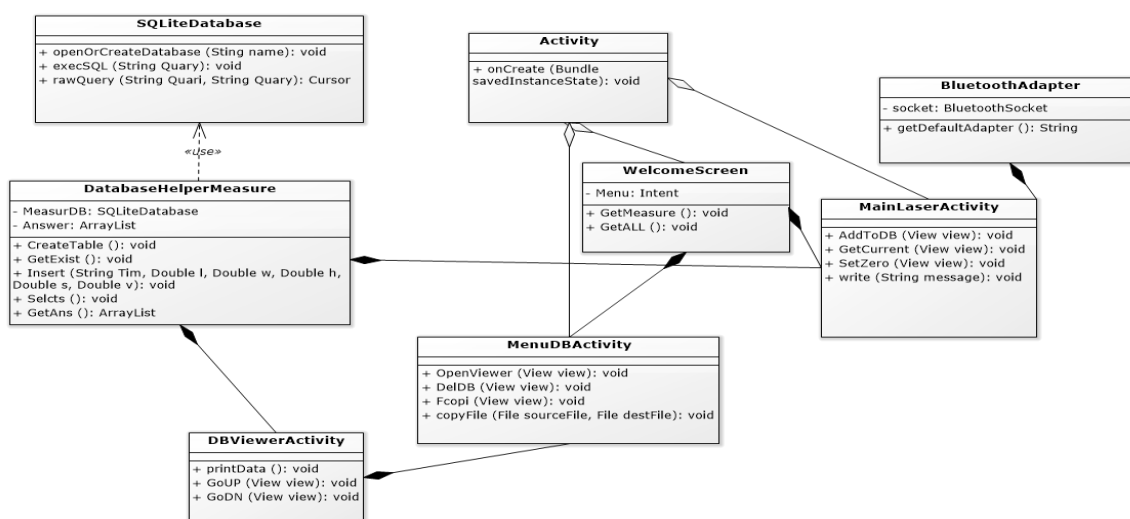 SQLiteDatabase
+ openOrCreateDatabase (Sting name): void
+ execSQL (String Quary): void
+ rawQuery (String Quari, String Quary): Cursor
Activity
+ onCreate (Bundle
savedInstanceState): void
BluetoothAdapter
- socket: BluetoothSocket
+ getDefaultAdapter (): String
«use»
DatabaseHelperMeasure
- MeasurDB: SQLiteDatabase
- Answer: ArrayList
+ CreateTable (): void
+ GetExist (): void
+ Insert (String Tim, Double l, Double w, Double h,
Double s, Double v): void
+ Selcts (): void
+ GetAns (): ArrayList
WelcomeScreen
- Menu: Intent
+ GetMeasure (): void
+ GetALL (): void
MainLaserActivity
+ AddToDB (View view): void
+ GetCurrent (View view): void
+ SetZero (View view): void
+ write (String message): void
MenuDBActivity
+ OpenViewer (View view): void
+ DelDB (View view): void
+ Fcopi (View view): void
+ copyFile (File sourceFile, File destFile): void
DBViewerActivity
+ printData (): void
+ GoUP (View view): void
+ GoDN (View view): void